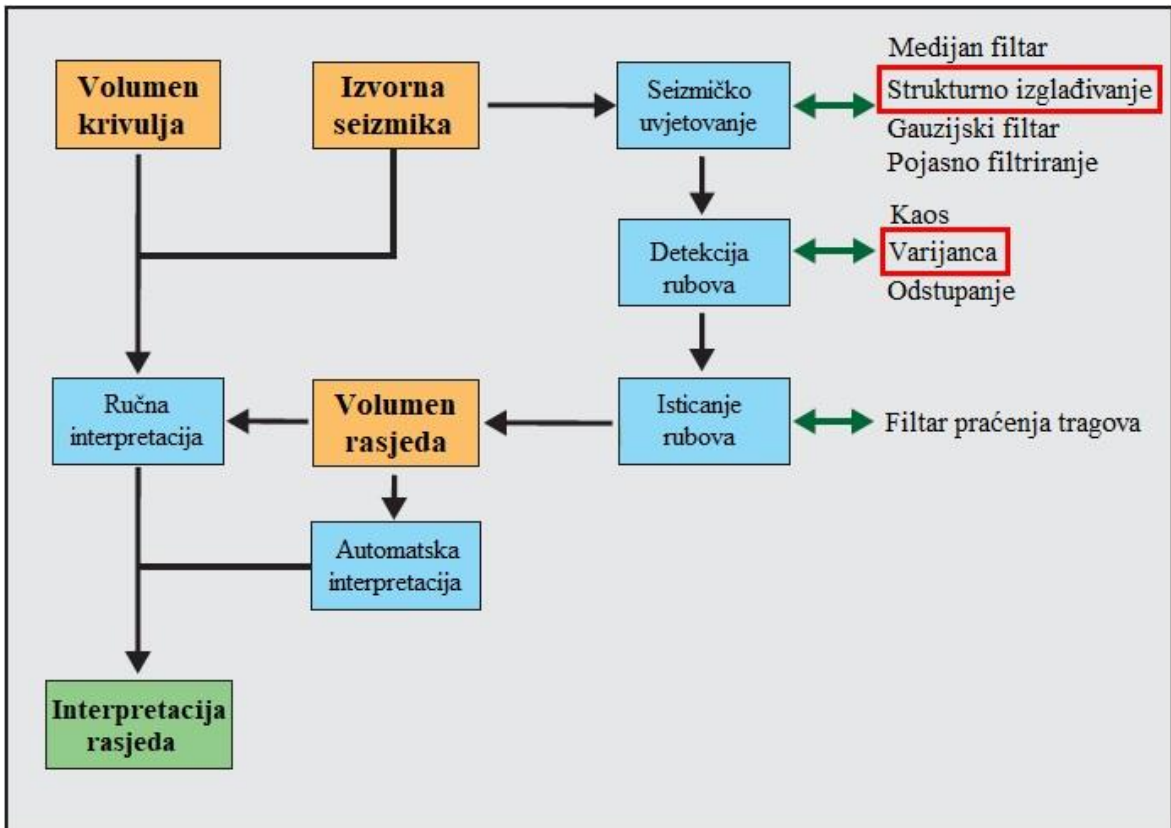 Volumen
krivulja
Izvorna
seizmika
Seizmičko
uvjetovanje
Medijan filtar
Strukturno izglađivanje
Gauzijski filtar
Pojasno filtriranje
Detekcija
rubova
Kaos
Varijanca
Odstupanje
Ručna
interpretacija
Volumen
rasjeda
Isticanje
rubova
Filtar praćenja tragova
Automatska
interpretacija
Interpretacija
rasjeda